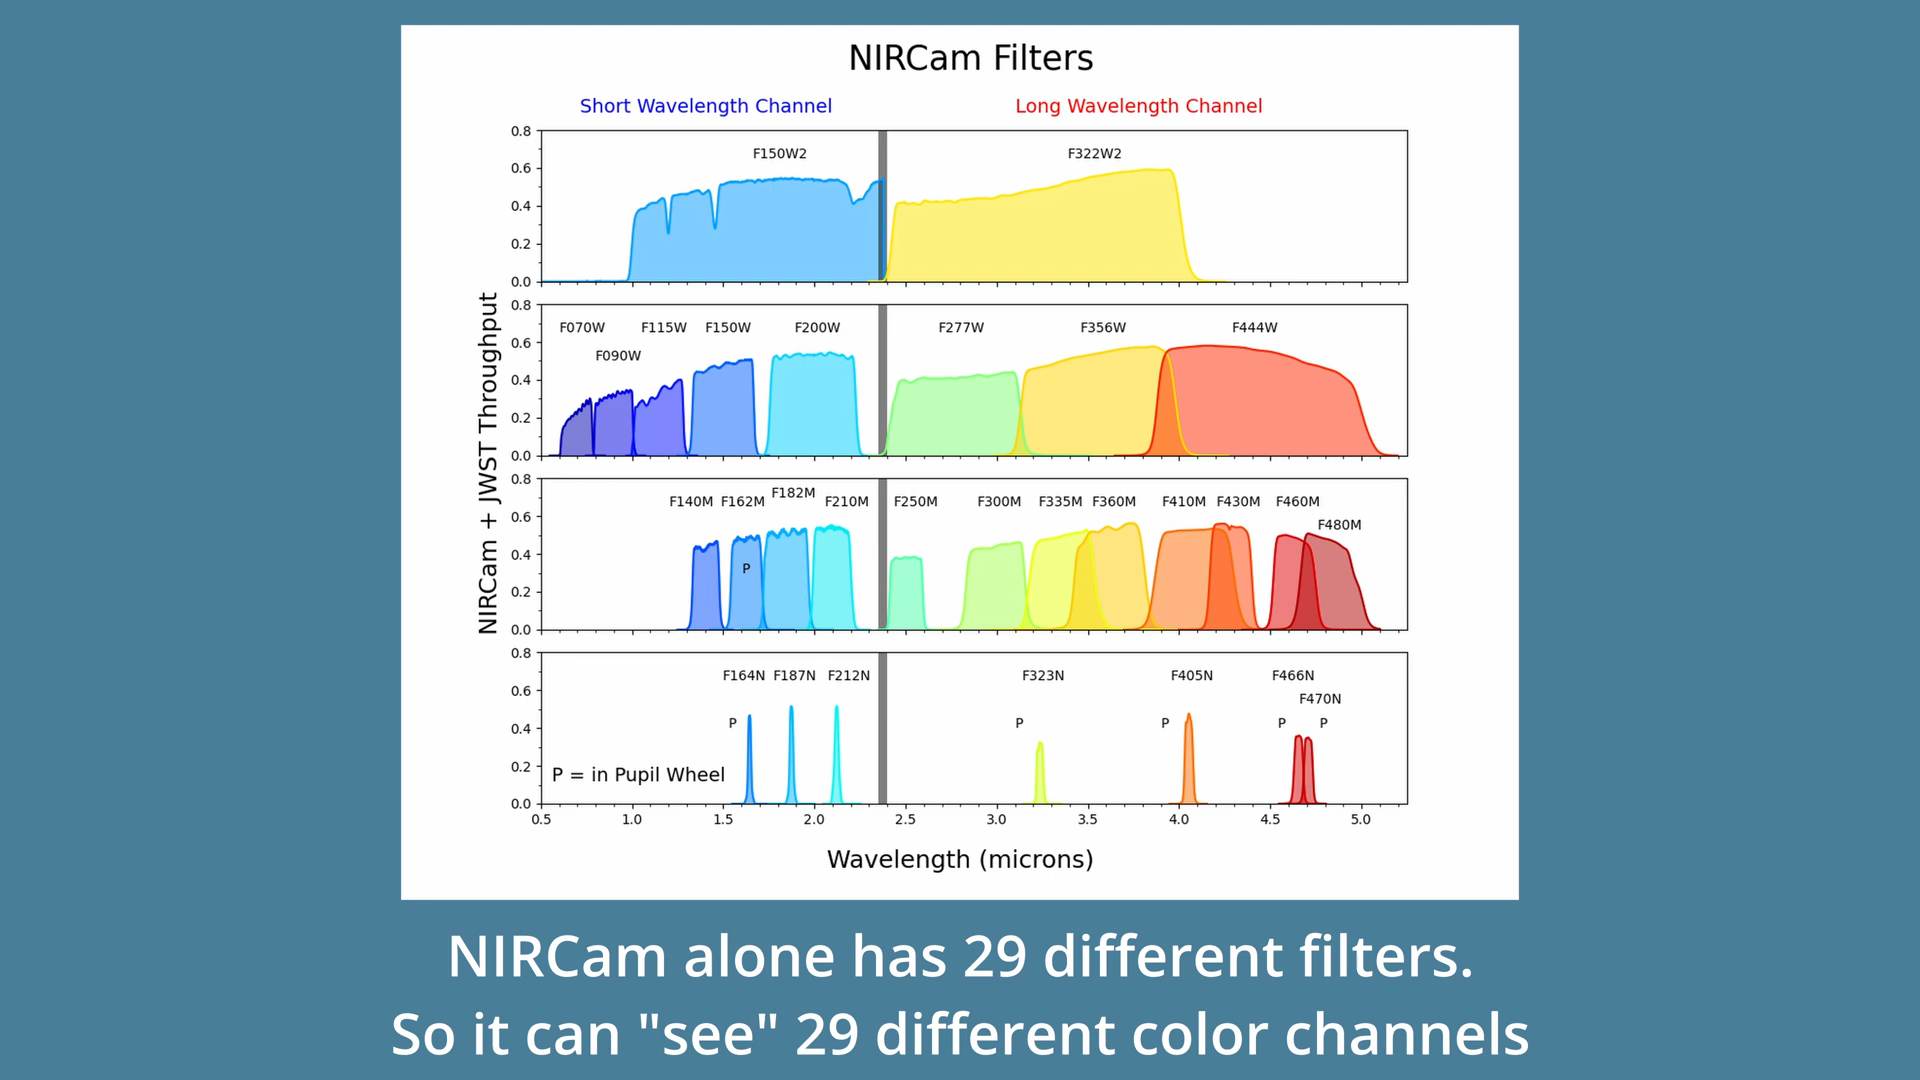 NIRCam Filters
Short Wavelength Channel Long Wavelength Channel
NIRCam + JWST Throughput
0.8
F150W2 F322W2
0.6
0.4
0.2
0.0
0.8
F070W F115W F150W F200W F277W F356W F444W
F090W
0.6
0.4
0.2
0.0
0.8
F182M
F140M F162M F210M F250M F300M F335M F360M F410M F430M F460M
F480M
0.6
0.4
P
0.2
0.0
0.8
F164N F187N F212N F323N F405N F466N
F470N
0.6
P P P P P
0.4
0.2
P = in Pupil Wheel
0.0
0.5 1.0 1.5 2.0 2.5 3.0 3.5 4.0 4.5 5.0
Wavelength (microns)
NIRCam alone has 29 different filters.
So it can "see" 29 different color channels